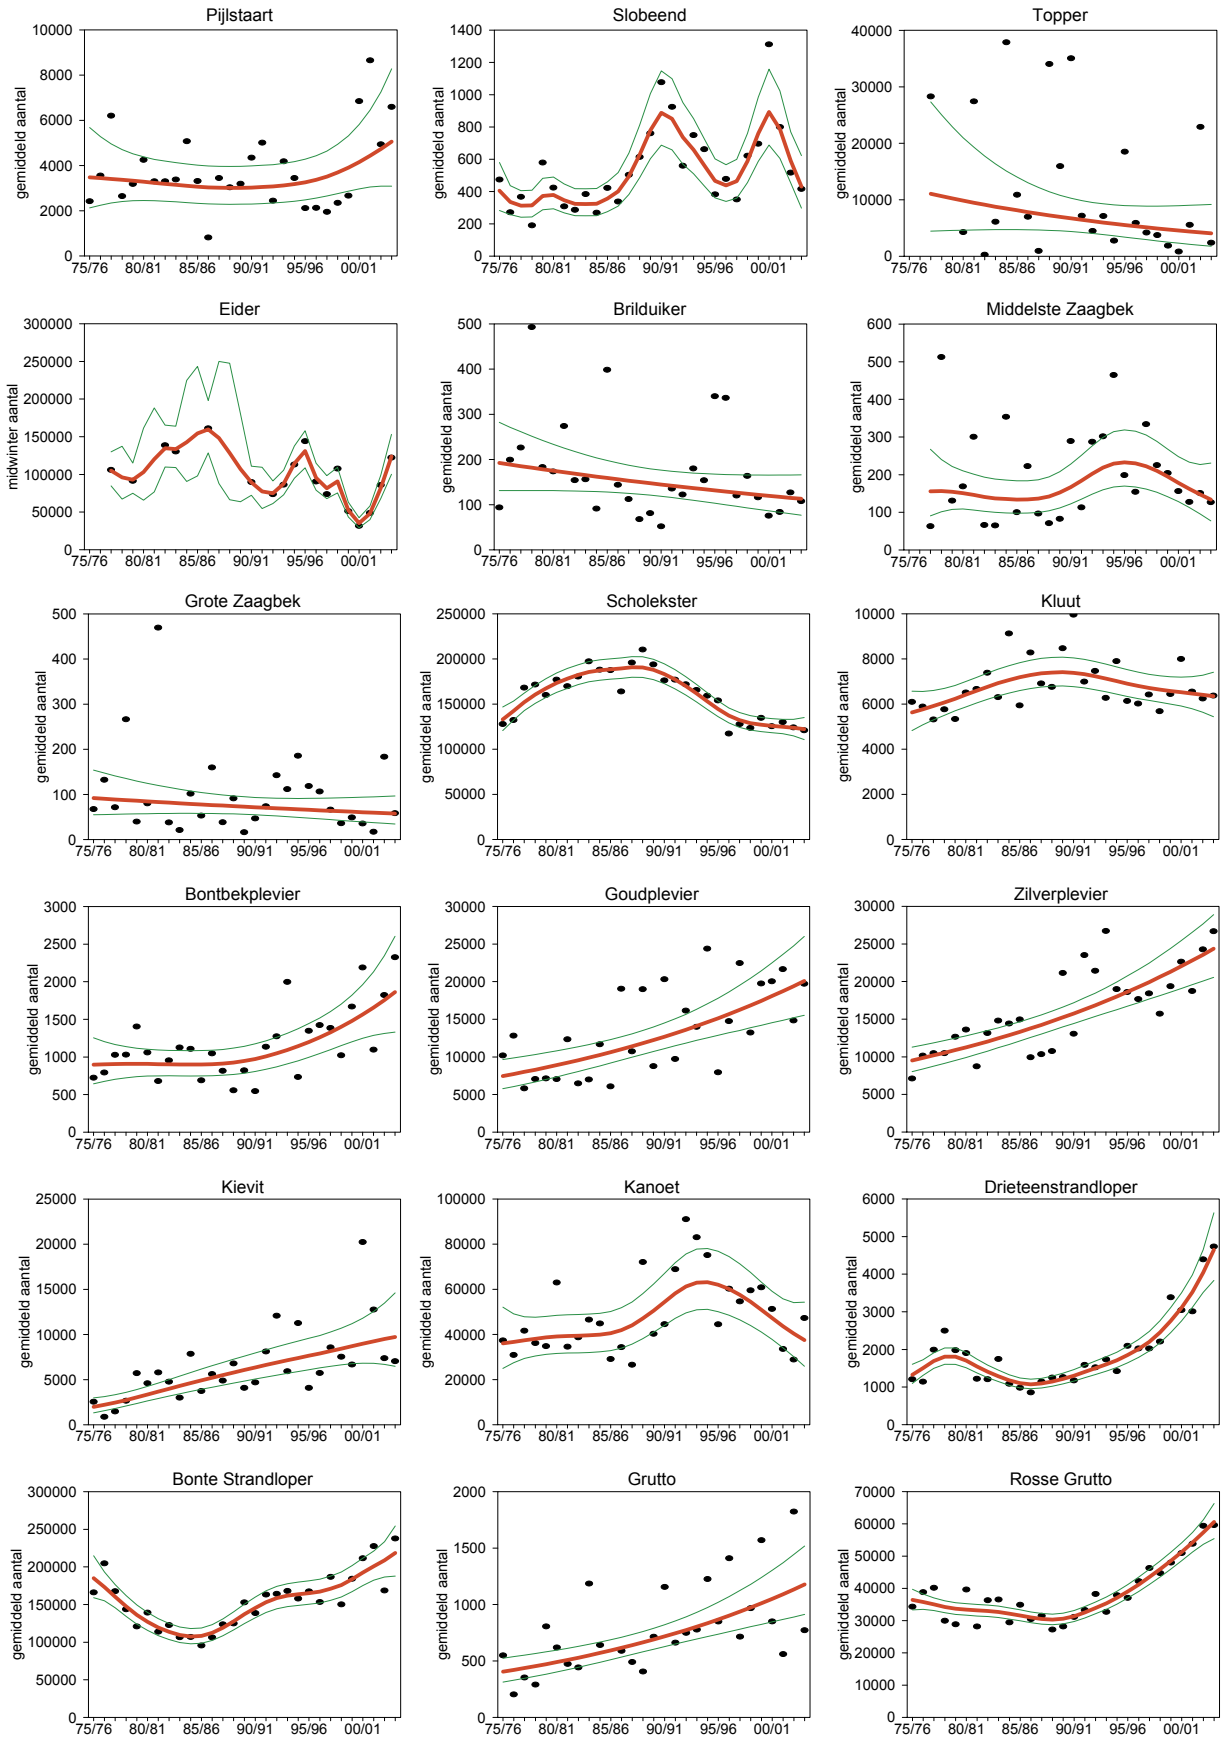 Pijlstaart
gemiddeld aantal
10000
8000
6000
4000
2000
0
75/76 80/81 85/86 90/91 95/96 00/01
Slobeend
gemiddeld aantal
1400
1200
1000
800
600
400
200
0
75/76 80/81 85/86 90/91 95/96 00/01
Topper
gemiddeld aantal
40000
30000
20000
10000
0
75/76 80/81 85/86 90/91 95/96 00/01
Eider
midwinter aantal
300000
250000
200000
150000
100000
50000
0
75/76 80/81 85/86 90/91 95/96 00/01
Brilduiker
gemiddeld aantal
500
400
300
200
100
0
75/76 80/81 85/86 90/91 95/96 00/01
Middelste Zaagbek
gemiddeld aantal
600
500
400
300
200
100
0
75/76 80/81 85/86 90/91 95/96 00/01
Grote Zaagbek
gemiddeld aantal
500
400
300
200
100
0
75/76 80/81 85/86 90/91 95/96 00/01
Scholekster
gemiddeld aantal
250000
200000
150000
100000
50000
0
75/76 80/81 85/86 90/91 95/96 00/01
Kluut
gemiddeld aantal
10000
8000
6000
4000
2000
0
75/76 80/81 85/86 90/91 95/96 00/01
Bontbekplevier
gemiddeld aantal
3000
2500
2000
1500
1000
500
0
75/76 80/81 85/86 90/91 95/96 00/01
Goudplevier
gemiddeld aantal
30000
25000
20000
15000
10000
5000
0
75/76 80/81 85/86 90/91 95/96 00/01
Zilverplevier
gemiddeld aantal
30000
25000
20000
15000
10000
5000
0
75/76 80/81 85/86 90/91 95/96 00/01
Kievit
gemiddeld aantal
25000
20000
15000
10000
5000
0
75/76 80/81 85/86 90/91 95/96 00/01
Kanoet
gemiddeld aantal
100000
80000
60000
40000
20000
0
75/76 80/81 85/86 90/91 95/96 00/01
Drieteenstrandloper
gemiddeld aantal
6000
5000
4000
3000
2000
1000
0
75/76 80/81 85/86 90/91 95/96 00/01
Bonte Strandloper
gemiddeld aantal
300000
250000
200000
150000
100000
50000
0
75/76 80/81 85/86 90/91 95/96 00/01
Grutto
gemiddeld aantal
2000
1500
1000
500
0
75/76 80/81 85/86 90/91 95/96 00/01
Rosse Grutto
gemiddeld aantal
70000
60000
50000
40000
30000
20000
10000
0
75/76 80/81 85/86 90/91 95/96 00/01